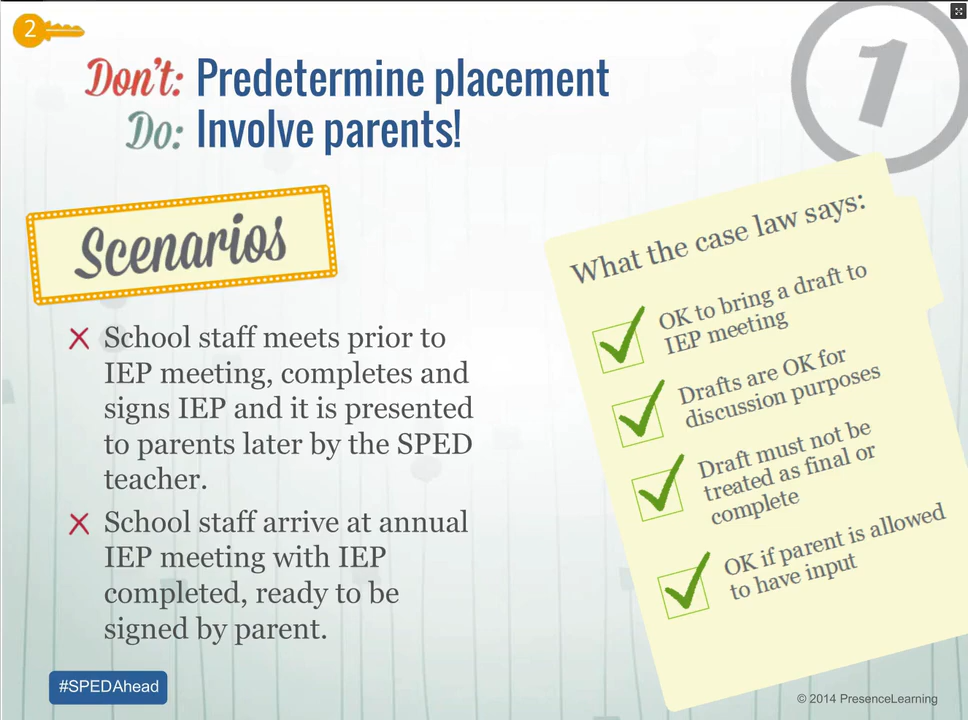 2
1
Don't: Predetermine placement
Do: Involve parents!
Scenarios
School staff meets prior to
IEP meeting, completes and
signs IEP and it is presented
to parents later by the SPED
teacher.
School staff arrive at annual
IEP meeting with IEP
completed, ready to be
signed by parent.
What the case law says:
OK to bring a draft to
IEP meeting
Drafts are OK for
discussion purposes
Draft must not be
treated as final or
complete
OK if parent is allowed
to have input
#SPEDAhead
© 2014 PresenceLearning